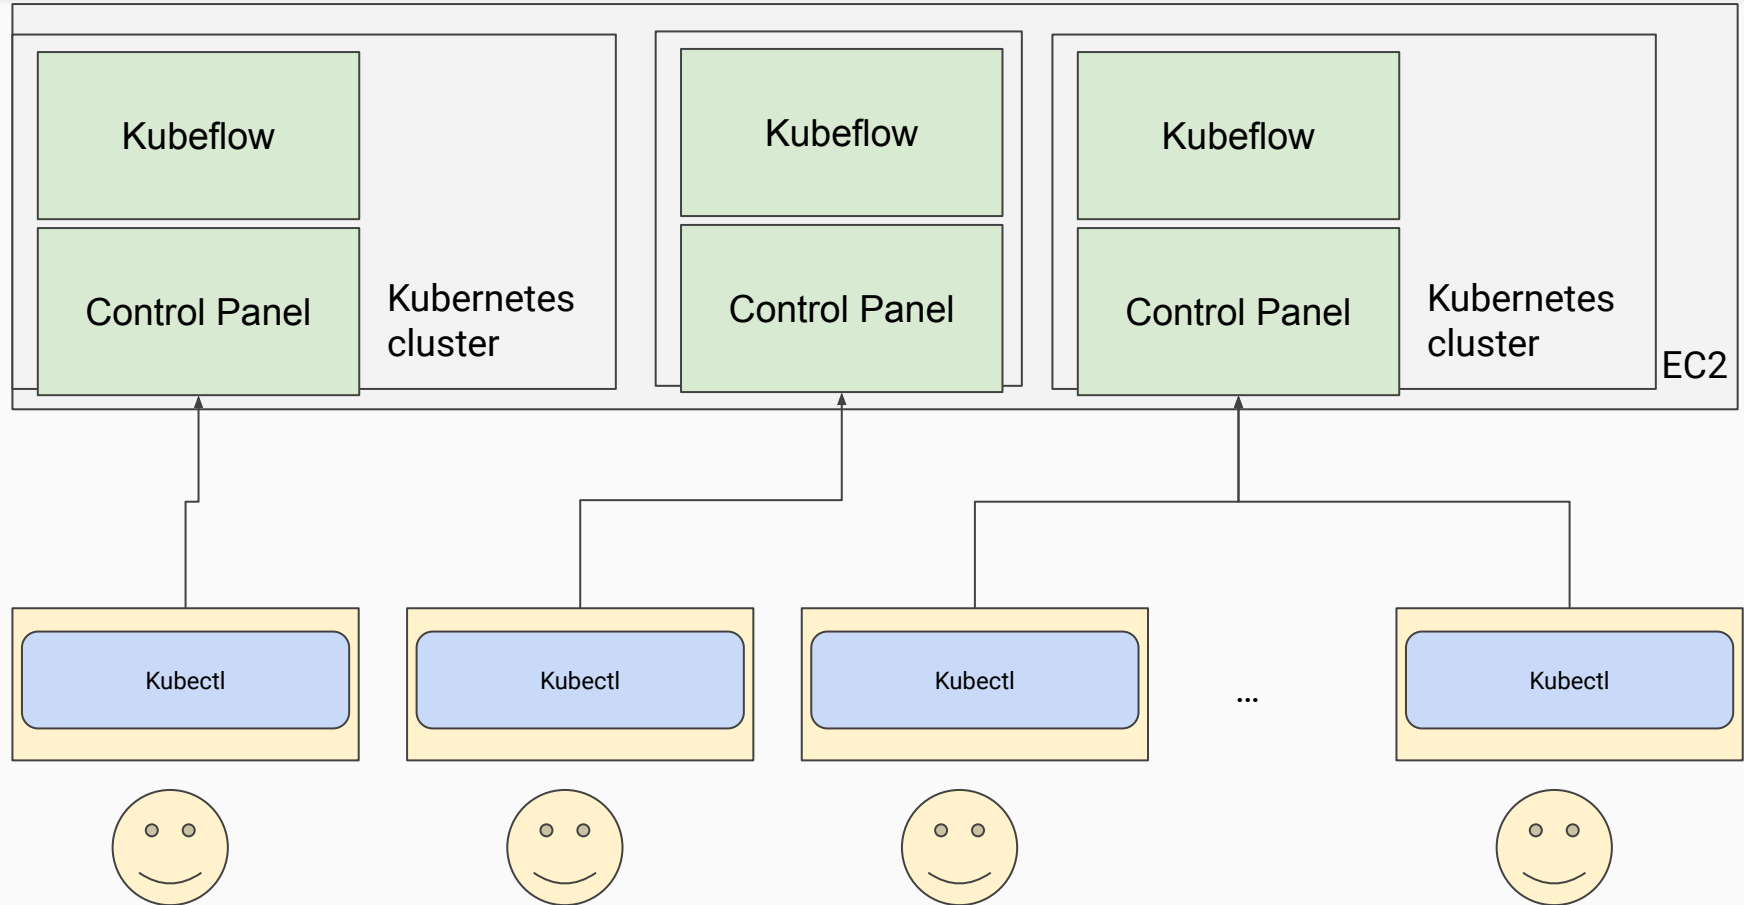 Kubeflow
Kubeflow
Kubeflow
Control Panel
Kubernetes
cluster
Control Panel
Control Panel
Kubernetes
cluster
EC2
Kubectl
Kubectl
Kubectl
...
Kubectl